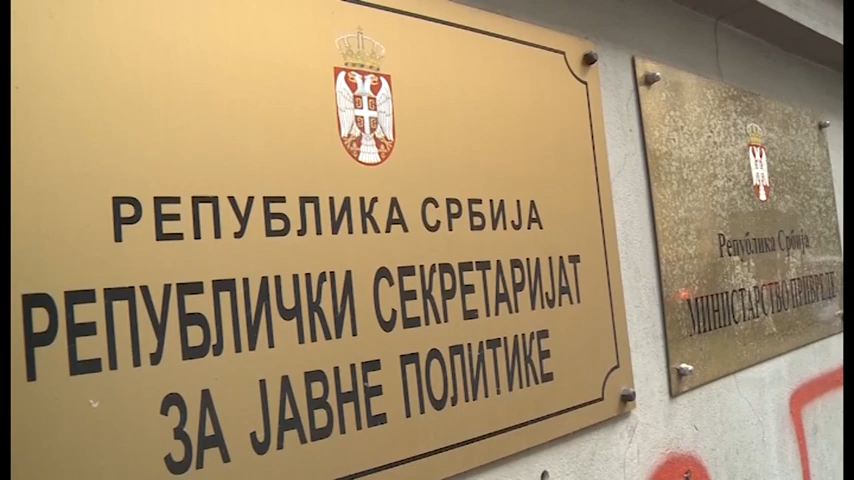 РЕПУБЛИКА СРБИЈА
РЕПУБЛИЧКИ СЕКРЕТАРИЈАТ
ЗА ЈАВНЕ ПОЛИТИКЕ
Република Србија
МИНИСТАРСТВО ПРИВРЕДЕ